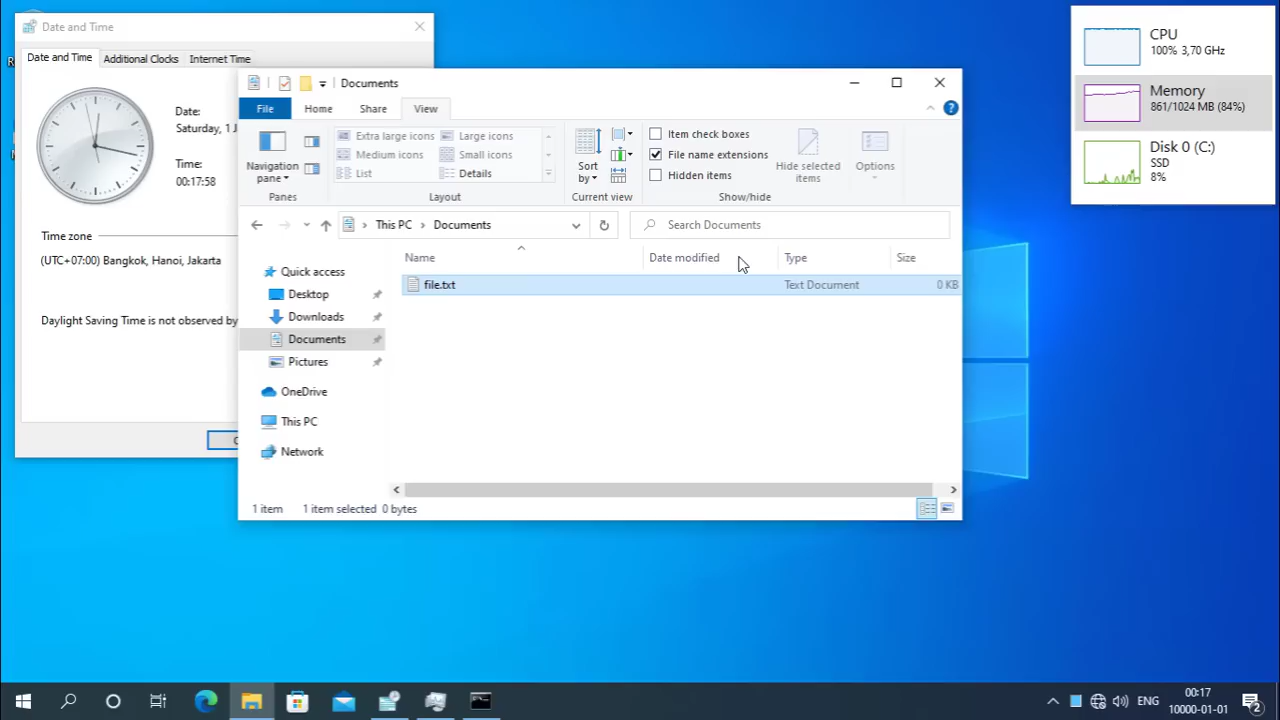 Date and Time
Date and Time
Additional Clocks
Internet Time
Date:
Saturday, 1 J
Time:
00:17:58
Time zone
(UTC+07:00) Bangkok, Hanoi, Jakarta
Daylight Saving Time is not observed by
Documents
File
Home
Share
View
Navigation
pane
Panes
Extra large icons
Large icons
Medium icons
Small icons
List
Details
Layout
Sort
by
Current view
Item check boxes
File name extensions
Hidden items
Hide selected
items
Show/hide
Options
This PC
Documents
Search Documents
Name
Date modified
Type
Size
file.txt
Text Document
0 KB
Quick access
Desktop
Downloads
Documents
Pictures
OneDrive
This PC
Network
1 item
1 item selected 0 bytes
CPU
100% 3,70 GHz
Memory
861/1024 MB (84%)
Disk 0 (C:)
SSD
8%
ENG
00:17
10000-01-01
2